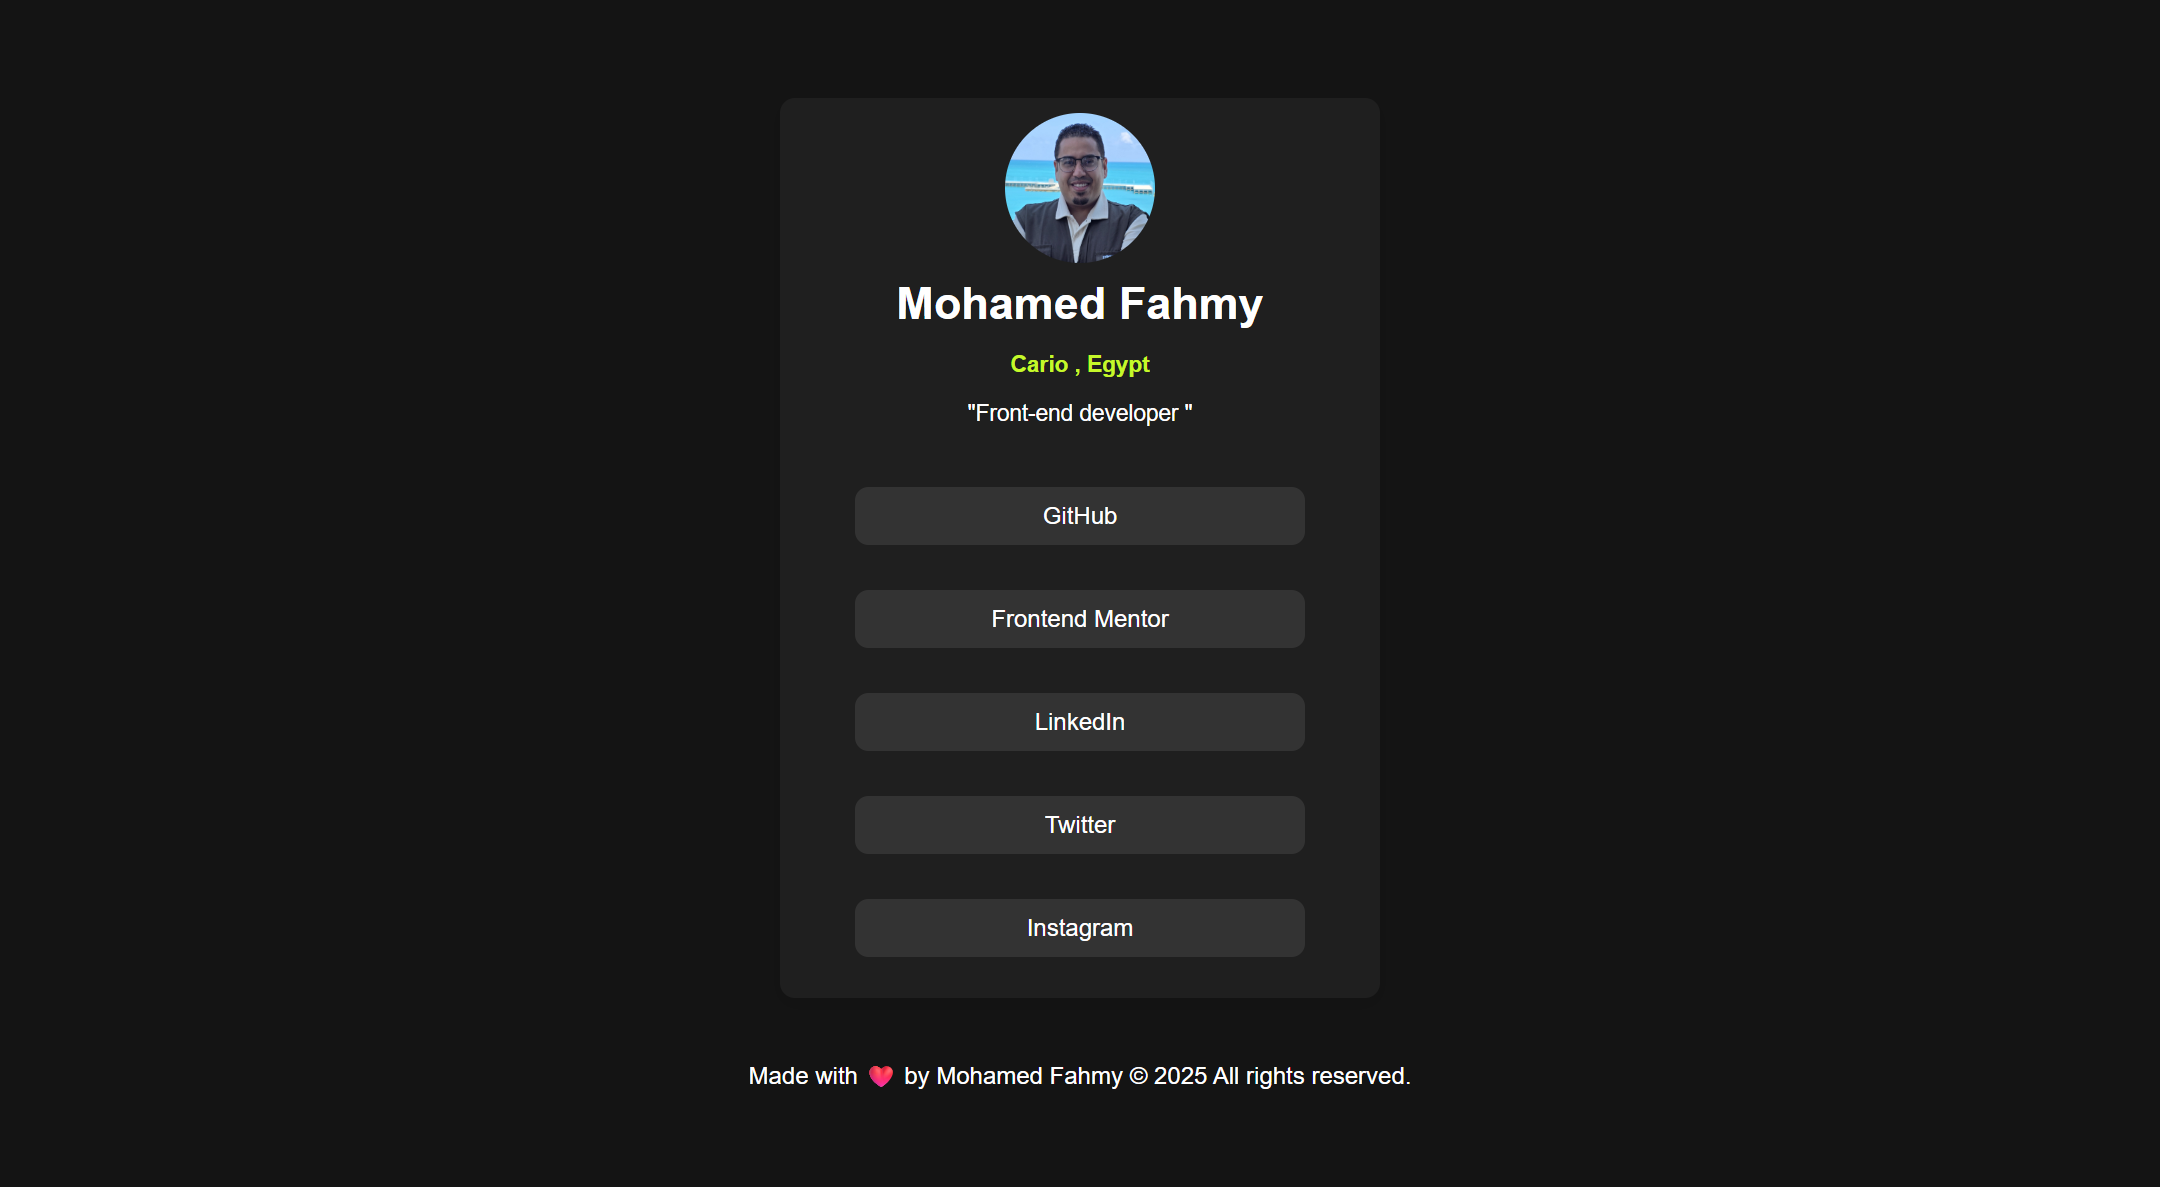 Mohamed Fahmy
Cario , Egypt
"Front-end developer "
GitHub
Frontend Mentor
LinkedIn
Twitter
Instagram
Made with ❤️ by Mohamed Fahmy © 2025 All rights reserved.